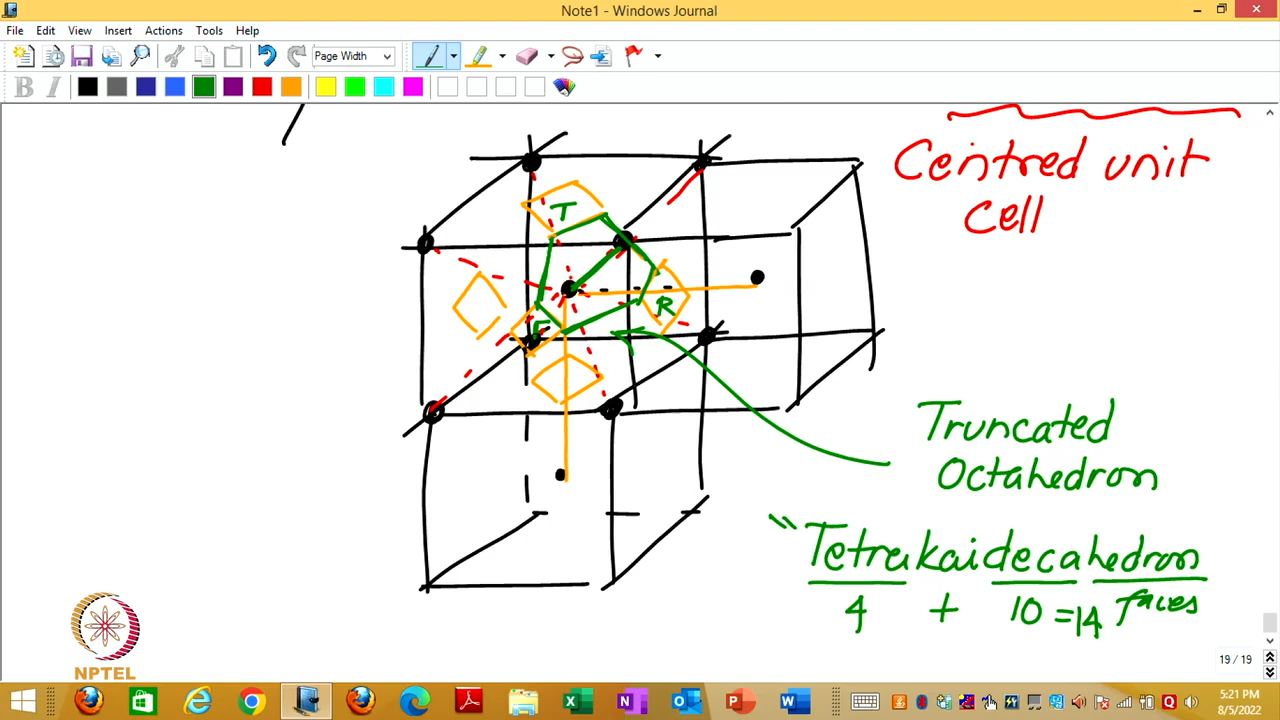 Note1 - Windows Journal
File Edit View Insert Actions Tools Help
Page Width
B I
Centred unit
cell
T
R
F
Truncated
Octahedron
"Tetrakaidecahedron
4 + 10 = 14 faces
NPTEL
19 / 19
5:21 PM
8/5/2022